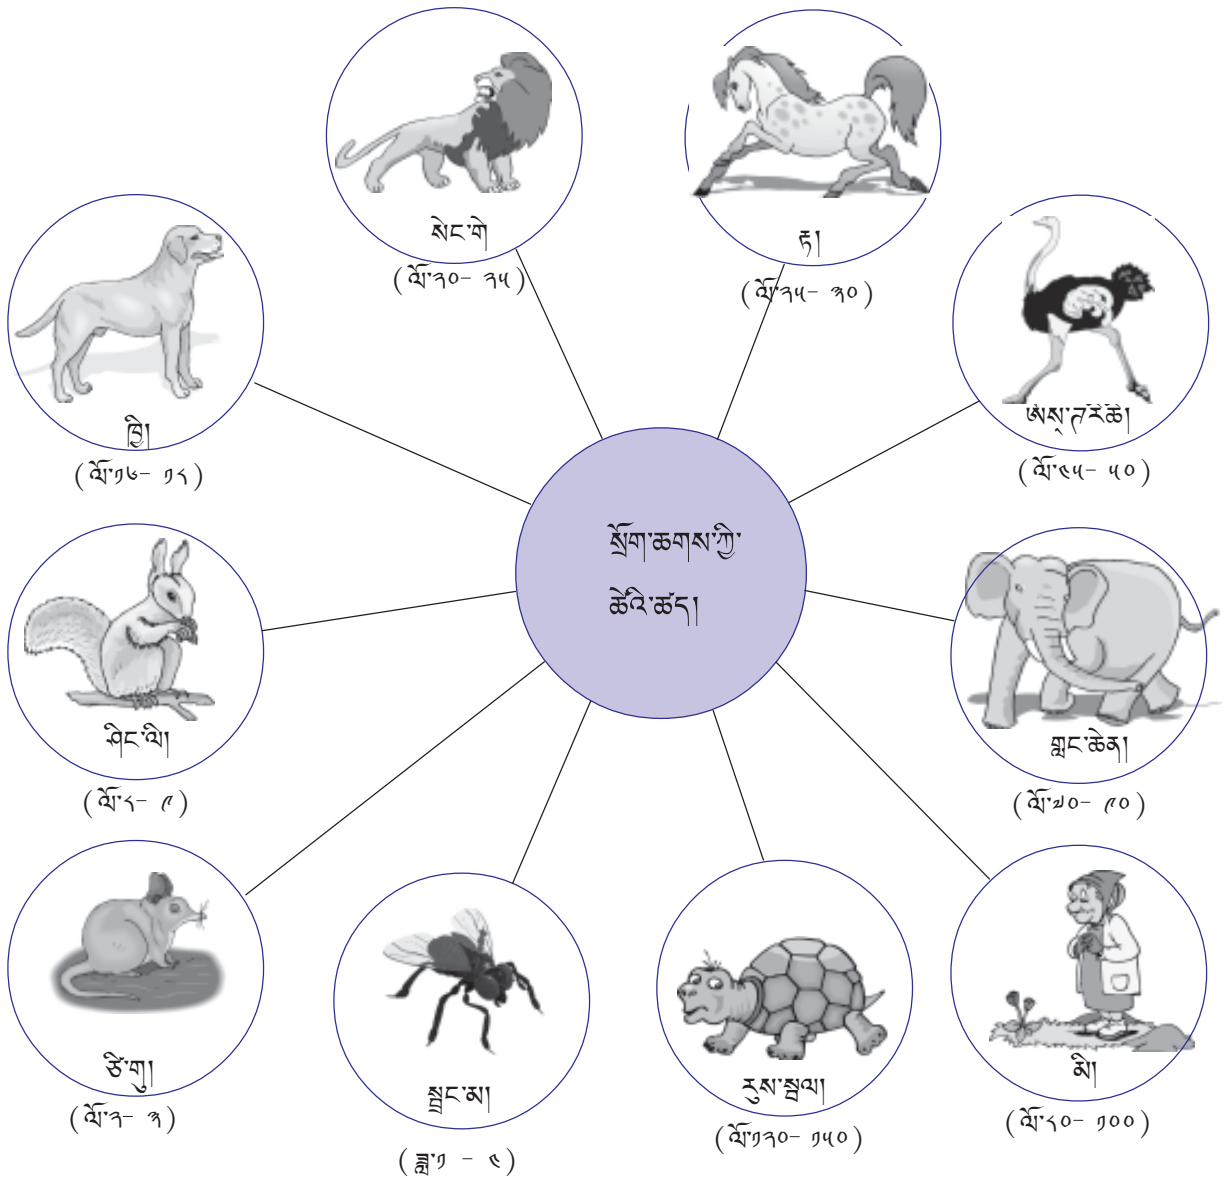 སེང་གེ
(ལོ་༢༠- ༢༥)
རྟ།
(ལོ་༢༥- ༣༠)
ཨས྄་ཊ་རིཆ།
(ལོ་༤༥- ༥༠)
ཁྱི།
(ལོ་༡༦- ༡༨)
སྲོག་ཆགས་ཀྱི་
ཚེའི་ཚད།
ཤིང་ལི།
(ལོ་༨- ༩)
གླང་ཆེན།
(ལོ་༧༠- ༩༠)
ཙི་གུ།
(ལོ་༢- ༣)
སྦྲང་མ།
(ཟླ་༡ - ༤)
རུས་སྦལ།
(ལོ་༡༢༠- ༡༥༠)
མི།
(ལོ་༨༠- ༡༠༠)